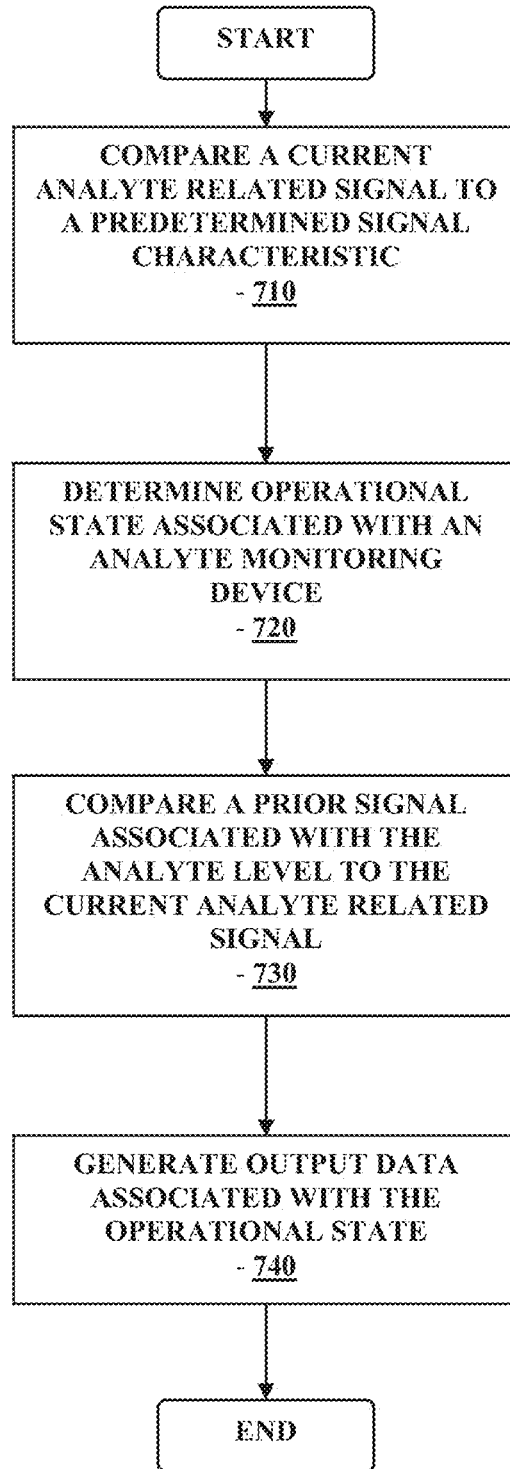 START
COMPARE A CURRENT
ANALYTE RELATED SIGNAL TO
A PREDETERMINED SIGNAL
CHARACTERISTIC
- 710
DETERMINE OPERATIONAL
STATE ASSOCIATED WITH AN
ANALYTE MONITORING
DEVICE
- 720
COMPARE A PRIOR SIGNAL
ASSOCIATED WITH THE
ANALYTE LEVEL TO THE
CURRENT ANALYTE RELATED
SIGNAL
- 730
GENERATE OUTPUT DATA
ASSOCIATED WITH THE
OPERATIONAL STATE
- 740
END